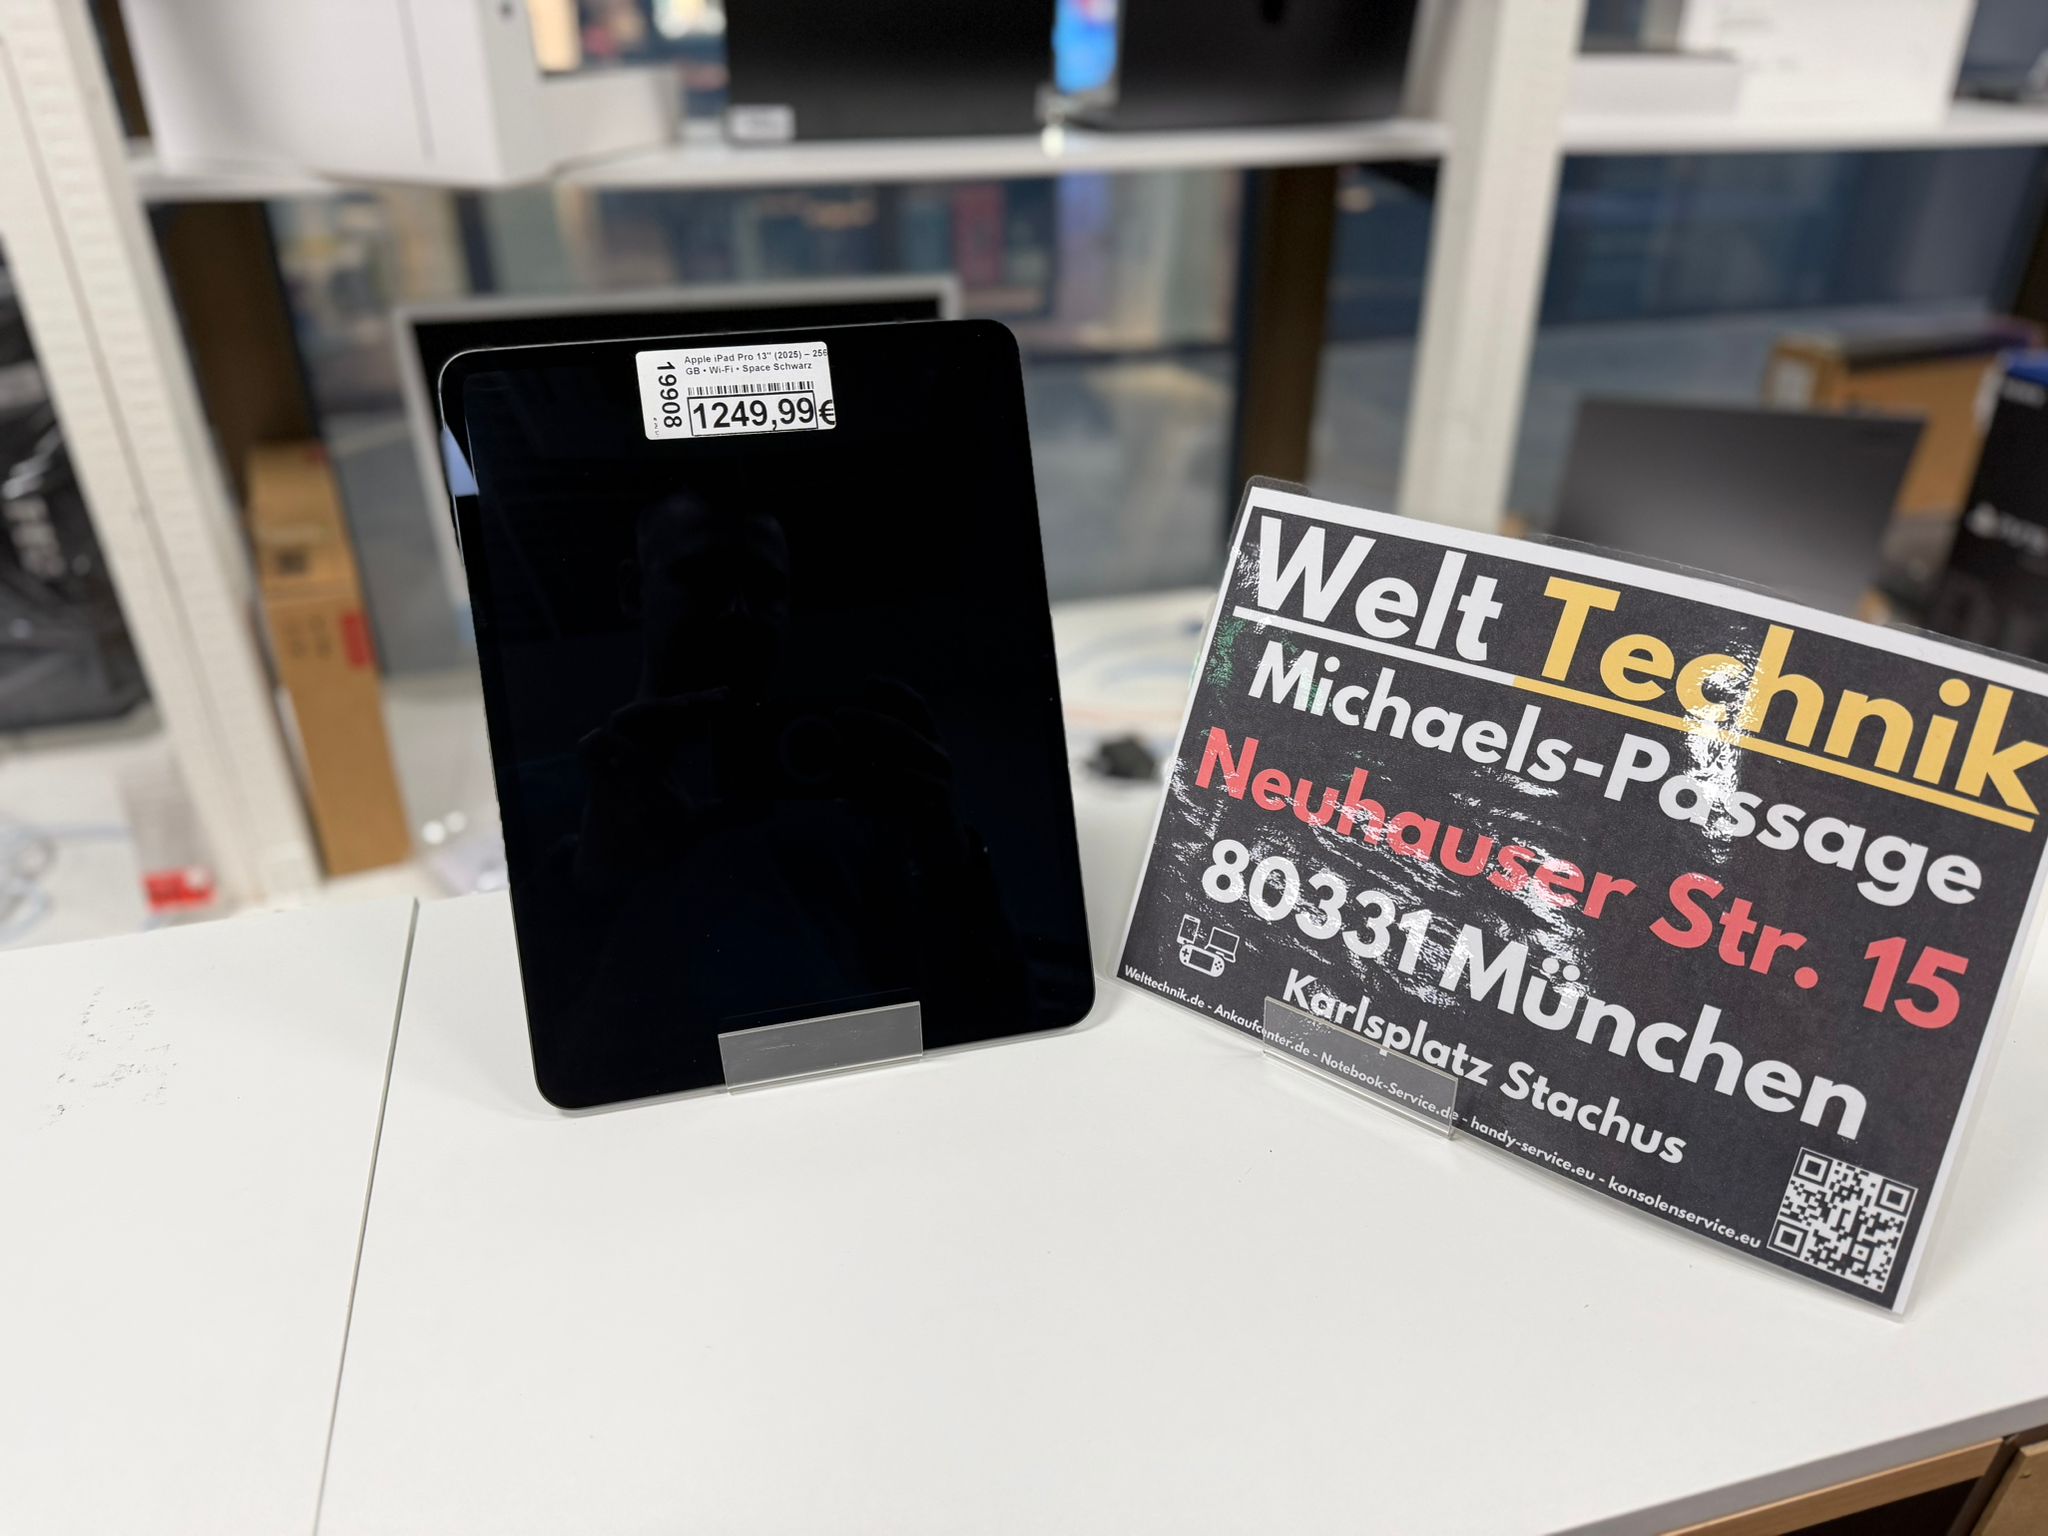 Apple iPad Pro 13" (2025) – 256
GB • Wi-Fi • Space Schwarz
19908
1249,99€
Welt Technik
Michaels-Passage
Neuhauser Str. 15
80331 München
Karlsplatz Stachus
Welttechnik.de - Ankaufcenter.de - Notebook-Service.de - handy-service.eu - konsolenservice.eu